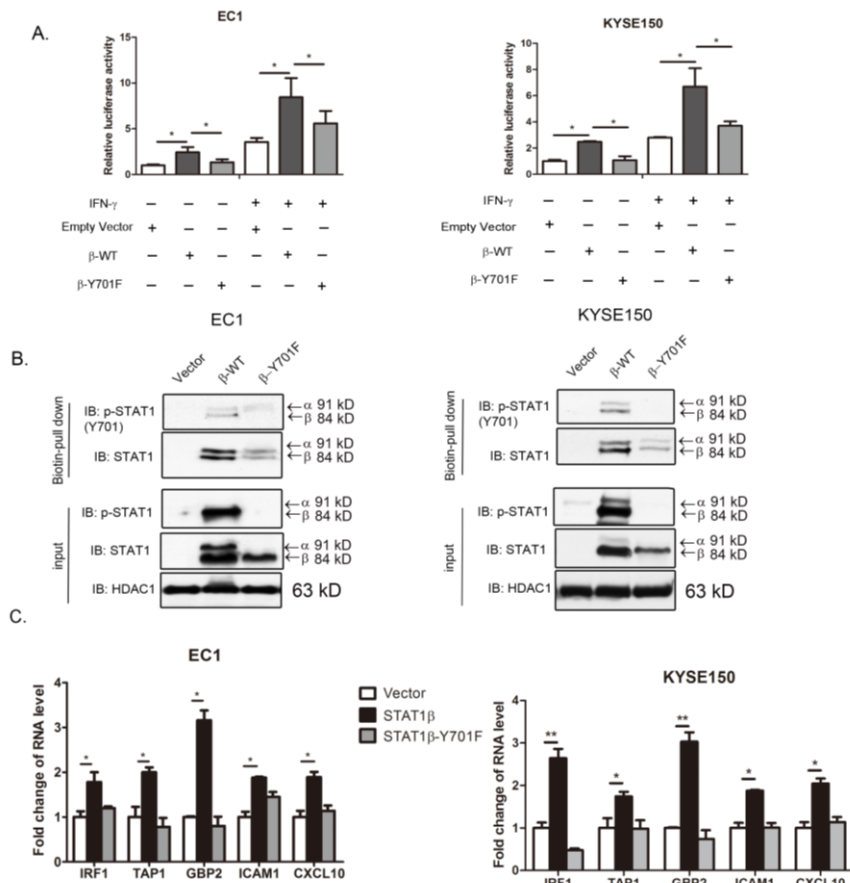 A.
EC1
Relative luciferase activity
15
10
5
0
* * * *
IFN-γ – – – + + +
Empty Vector + – – + – –
β-WT – + – – + –
β-Y701F – – + – – +
KYSE150
Relative luciferase activity
10
8
6
4
2
0
* * * *
– – – + + +
+ – – + – –
– + – – + –
– – + – – +
B.
EC1
Vector β-WT β-Y701F
Biotin-pull down
IB: p-STAT1
(Y701)
←α 91 kD
←β 84 kD
IB: STAT1
←α 91 kD
←β 84 kD
input
IB: p-STAT1
←α 91 kD
←β 84 kD
IB: STAT1
←α 91 kD
←β 84 kD
IB: HDAC1 63 kD
KYSE150
Vector β-WT β-Y701F
Biotin-pull down
IB: p-STAT1
(Y701)
←α 91 kD
←β 84 kD
IB: STAT1
←α 91 kD
←β 84 kD
input
IB: p-STAT1
←α 91 kD
←β 84 kD
IB: STAT1
←α 91 kD
←β 84 kD
IB: HDAC1 63 kD
C.
EC1
Fold change of RNA level
4
3
2
1
0
* * * * *
IRF1 TAP1 GBP2 ICAM1 CXCL10
Vector
STAT1β
STAT1β-Y701F
KYSE150
Fold change of RNA level
4
3
2
1
0
** * ** * *
IRF1 TAP1 GBP2 ICAM1 CXCL10